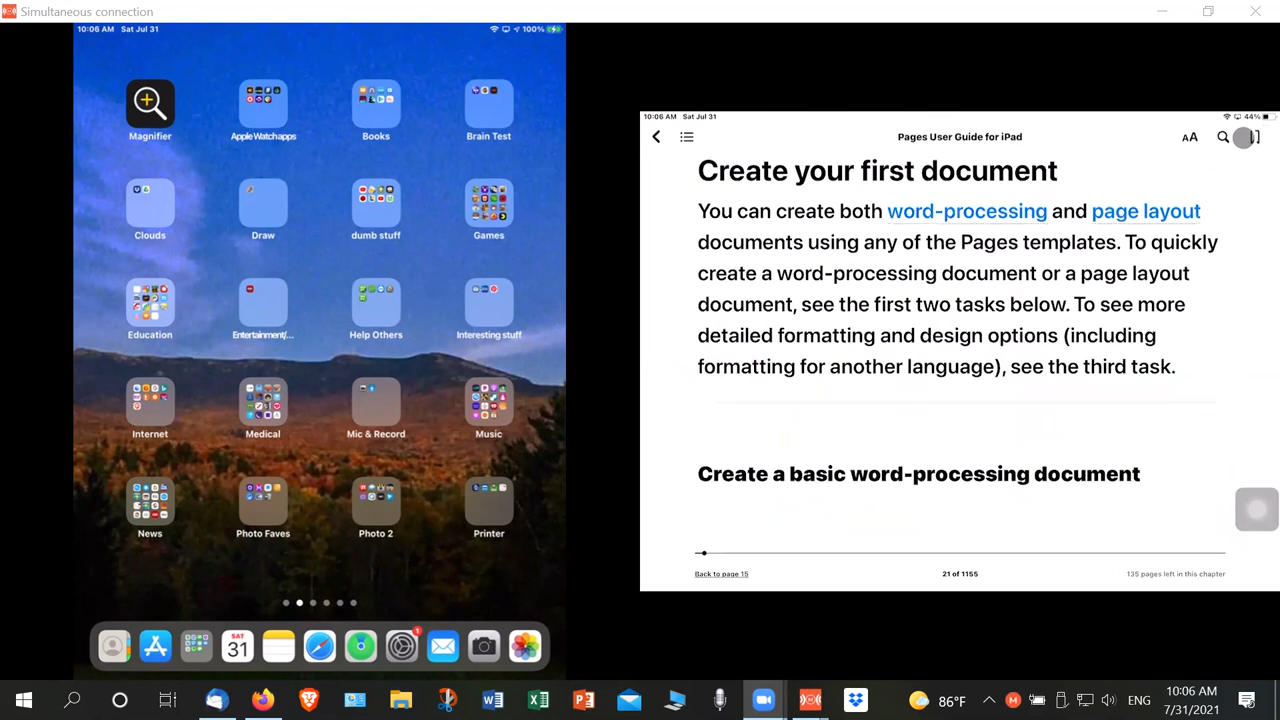 Simultaneous connection
10:06 AM Sat Jul 31
100%
Magnifier
Apple Watch apps
Books
Brain Test
Clouds
Draw
dumb stuff
Games
Education
Entertainment/...
Help Others
Interesting stuff
Internet
Medical
Mic & Record
Music
News
Photo Faves
Photo 2
Printer
SAT
31
1
10:06 AM Sat Jul 31
44%
Pages User Guide for iPad
AA
Create your first document
You can create both word-processing and page layout
documents using any of the Pages templates. To quickly
create a word-processing document or a page layout
document, see the first two tasks below. To see more
detailed formatting and design options (including
formatting for another language), see the third task.
Create a basic word-processing document
Back to page 15
21 of 1155
135 pages left in this chapter
86°F
ENG
10:06 AM
7/31/2021